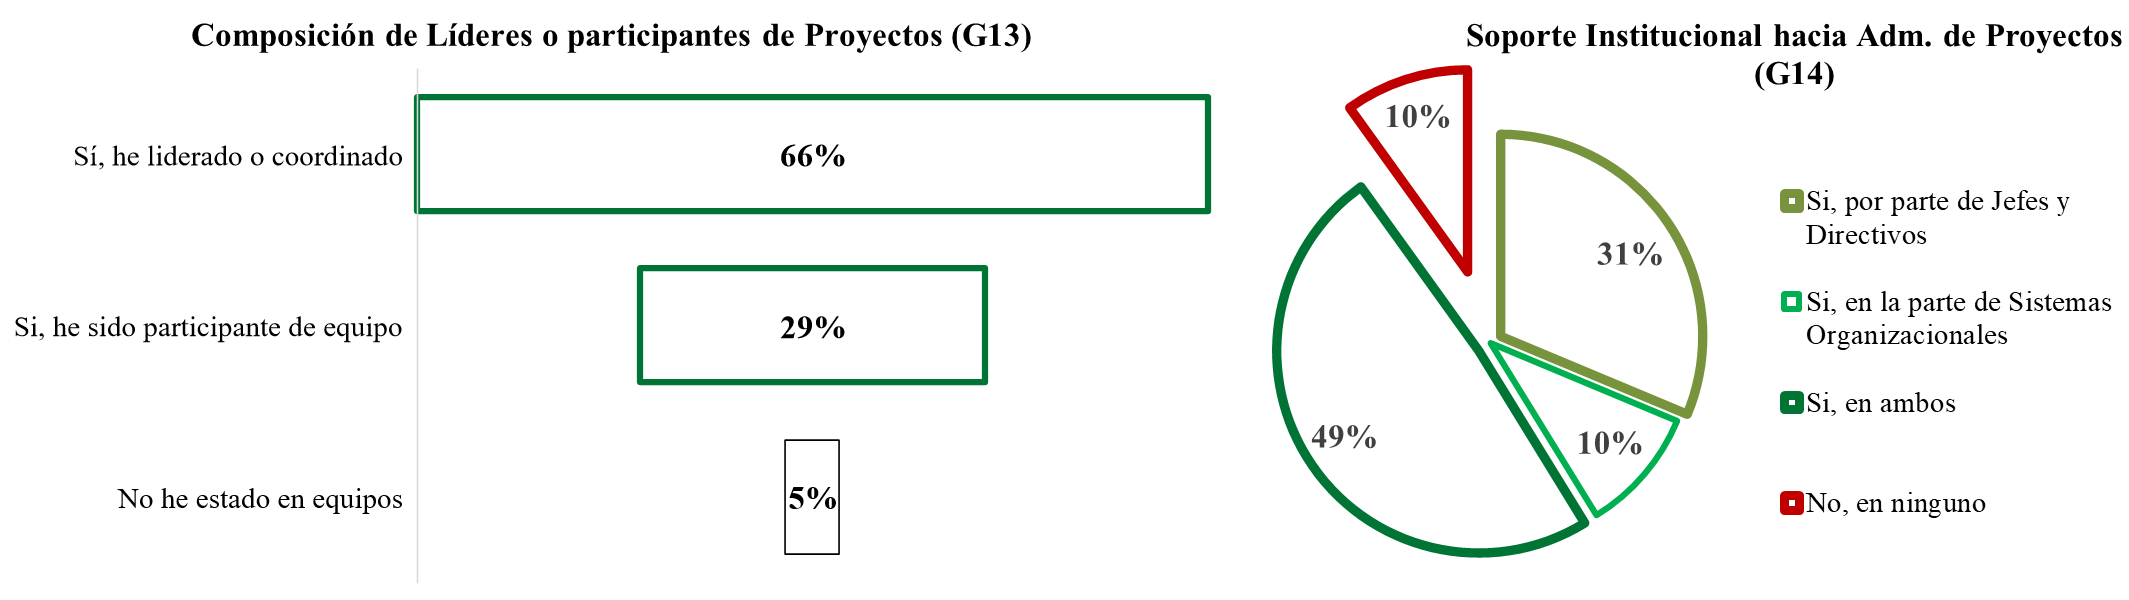 Composición de Líderes o participantes de Proyectos (G13)
Sí, he liderado o coordinado
66%
Si, he sido participante de equipo
29%
No he estado en equipos
5%
Soporte Institucional hacia Adm. de Proyectos
(G14)
10%
31%
10%
49%
Si, por parte de Jefes y
Directivos
Si, en la parte de Sistemas
Organizacionales
Si, en ambos
No, en ninguno